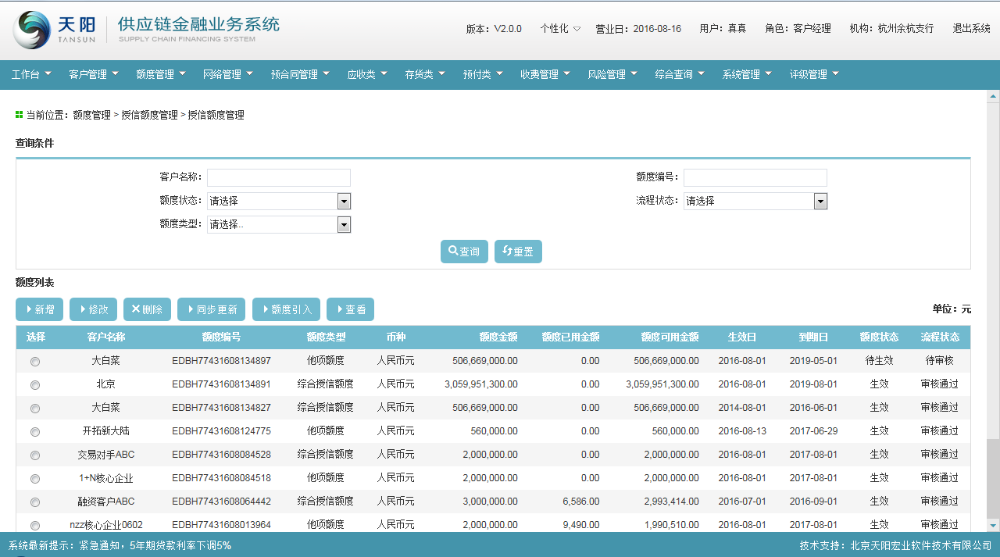 天阳 TANSUN 供应链金融业务系统 SUPPLY CHAIN FINANCING SYSTEM
版本：V2.0.0 个性化 营业日：2016-08-16 用户：真真 角色：客户经理 机构：杭州余杭支行 退出系统
工作台 客户管理 额度管理 网络管理 预合同管理 应收类 存货类 预付类 收费管理 风险管理 综合查询 系统管理 评级管理
当前位置：额度管理 > 授信额度管理 > 授信额度管理
查询条件
客户名称： 额度编号：
额度状态：请选择 流程状态：请选择
额度类型：请选择..
查询 重置
额度列表
新增 修改 删除 同步更新 额度引入 查看 单位：元
选择 客户名称 额度编号 额度类型 币种 额度金额 额度已用金额 额度可用金额 生效日 到期日 额度状态 流程状态
大白菜 EDBH77431608134897 他项额度 人民币元 506,669,000.00 0.00 506,669,000.00 2016-08-01 2019-05-01 待生效 待审核
北京 EDBH77431608134891 综合授信额度 人民币元 3,059,951,300.00 0.00 3,059,951,300.00 2016-08-01 2019-08-01 生效 审核通过
大白菜 EDBH77431608134827 综合授信额度 人民币元 506,669,000.00 0.00 506,669,000.00 2014-08-01 2016-06-01 生效 审核通过
开拓新大陆 EDBH77431608124775 他项额度 人民币元 560,000.00 0.00 560,000.00 2016-08-13 2017-06-29 生效 审核通过
交易对手ABC EDBH77431608084528 综合授信额度 人民币元 2,000,000.00 0.00 2,000,000.00 2016-08-01 2017-08-01 生效 审核通过
1+N核心企业 EDBH77431608084518 他项额度 人民币元 2,000,000.00 0.00 2,000,000.00 2016-08-01 2017-08-01 生效 审核通过
融资客户ABC EDBH77431608064442 综合授信额度 人民币元 3,000,000.00 6,586.00 2,993,414.00 2016-07-01 2016-09-01 生效 审核通过
nzz核心企业0602 EDBH77431608013964 他项额度 人民币元 2,000,000.00 9,490.00 1,990,510.00 2016-08-01 2017-08-01 生效 审核通过
系统最新提示：紧急通知，5年期贷款利率下调5% 技术支持：北京天阳宏业软件技术有限公司